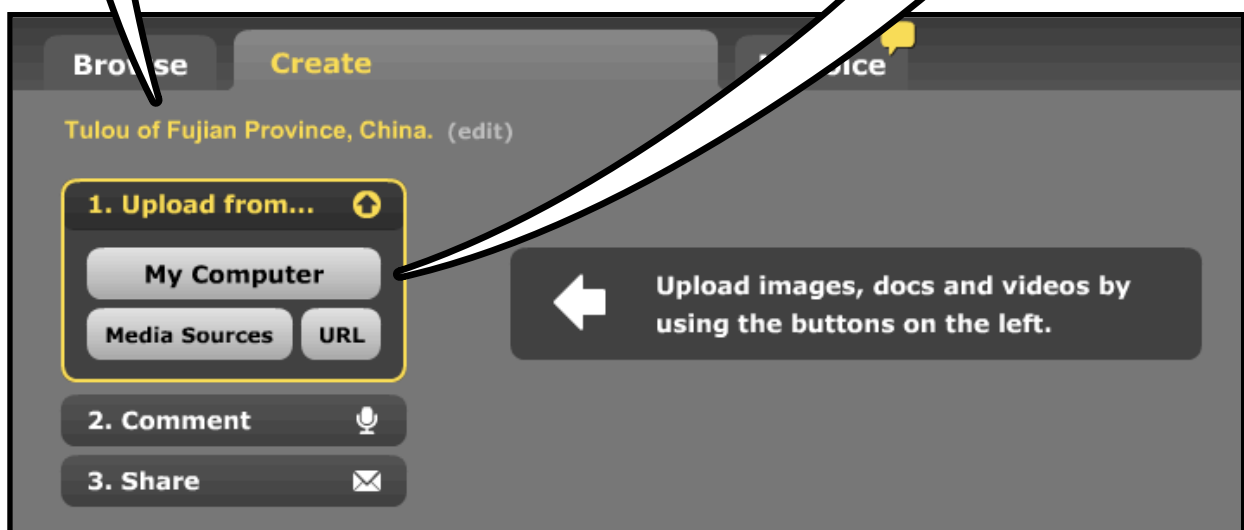 Browse
Create
Tulou of Fujian Province, China. (edit)
1. Upload from...
My Computer
Media Sources
URL
Upload images, docs and videos by
using the buttons on the left.
2. Comment
3. Share